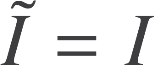 Ĩ = I